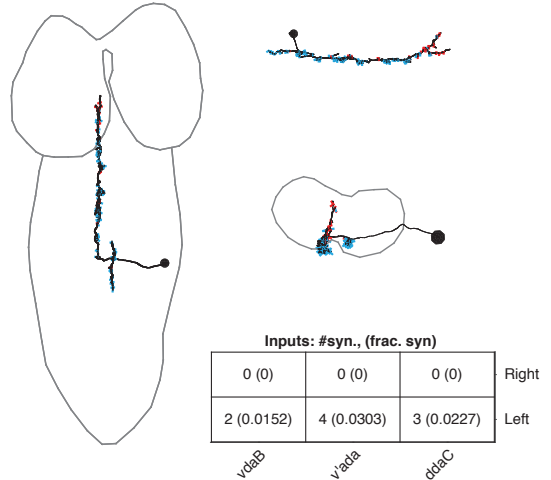 Inputs: #syn., (frac. syn)
0 (0) 0 (0) 0 (0) Right
2 (0.0152) 4 (0.0303) 3 (0.0227) Left
vdaB v'ada ddaC